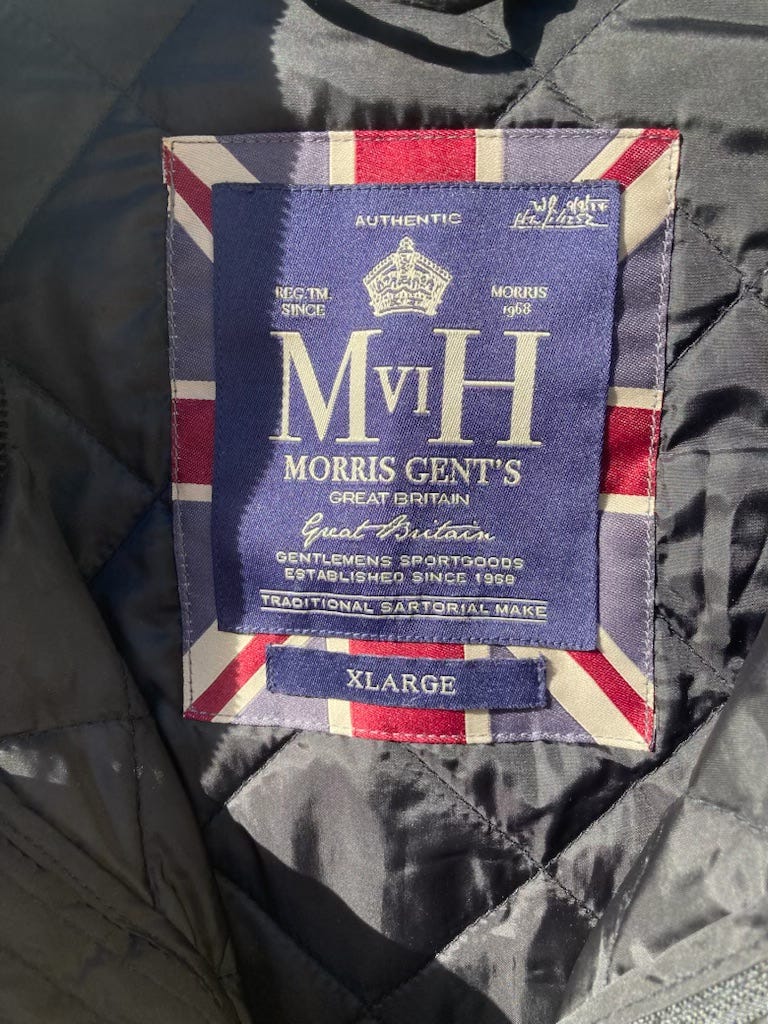 AUTHENTIC
REG.TM. MORRIS
SINCE 1968
MVIH
MORRIS GENT'S
GREAT BRITAIN
Great Britain
GENTLEMENS SPORTGOODS
ESTABLISHED SINCE 1968
TRADITIONAL SARTORIAL MAKE
XLARGE